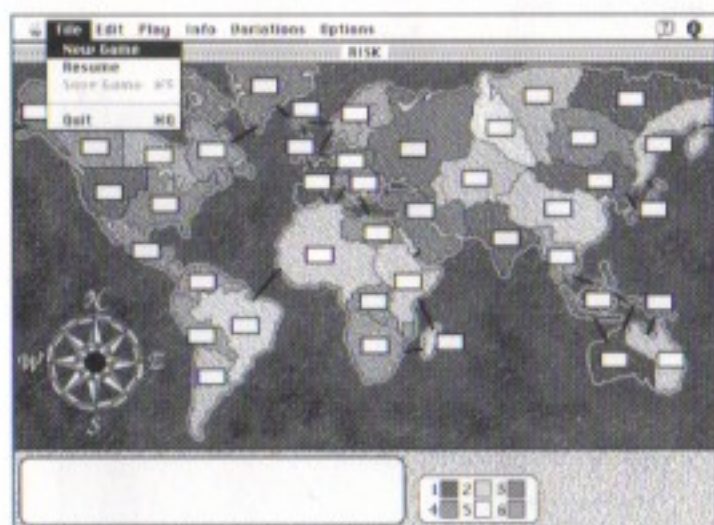 File Edit Play Info Variations Options
New Game
Resume
Save Game ⌘S
Quit ⌘Q
RISK
N
W E
S
1 2 3
4 5 6